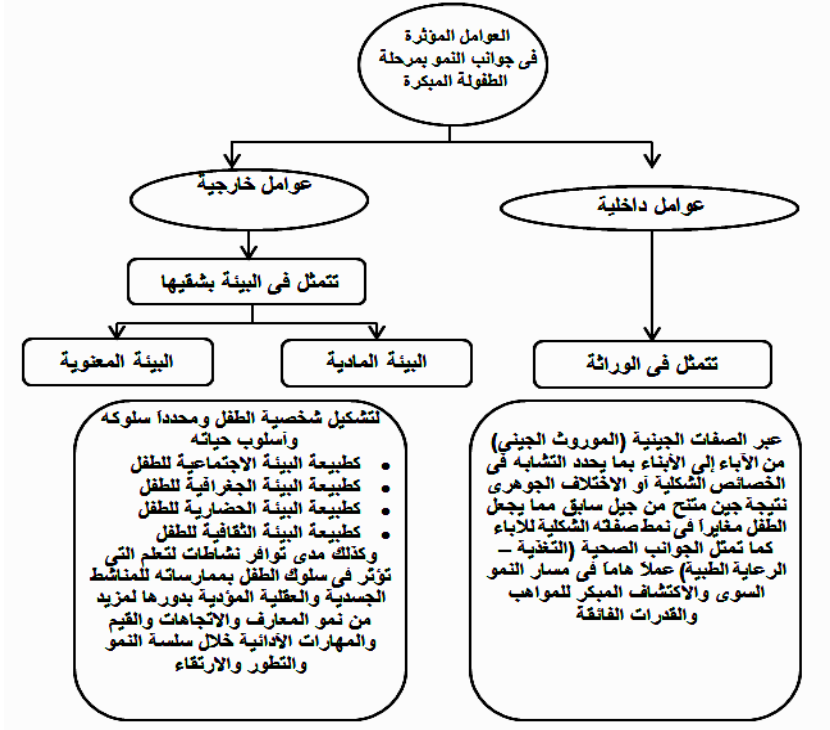 العوامل المؤثرة
فى جوانب النمو بمرحلة
الطفولة المبكرة
عوامل داخلية
عوامل خارجية
تتمثل فى البيئة بشقيها
البيئة المادية
البيئة المعنوية
تتمثل فى الوراثة
عبر الصفات الجينية (الموروث الجيني)
من الآباء إلى الأبناء بما يحدد التشابه فى
الخصائص الشكلية أو الاختلاف الجوهرى
نتيجة جين متنح من جيل سابق مما يجعل
الطفل مغايراً فى نمط صفاته الشكلية للآباء
كما تمثل الجوانب الصحية (التغذية –
الرعاية الطبية) عملاً هاماً فى مسار النمو
السوى والاكتشاف المبكر للمواهب
والقدرات الفائقة
لتشكيل شخصية الطفل ومحدداً سلوكه
وأسلوب حياته
• كطبيعة البيئة الاجتماعية للطفل
• كطبيعة البيئة الجغرافية للطفل
• كطبيعة البيئة الحضارية للطفل
• كطبيعة البيئة الثقافية للطفل
وكذلك مدى توافر نشاطات لتعلم التي
تؤثر فى سلوك الطفل بممارساته للمناشط
الجسدية والعقلية المؤدية بدورها لمزيد
من نمو المعارف والاتجاهات والقيم
والمهارات الآدائية خلال سلسة النمو
والتطور والارتقاء